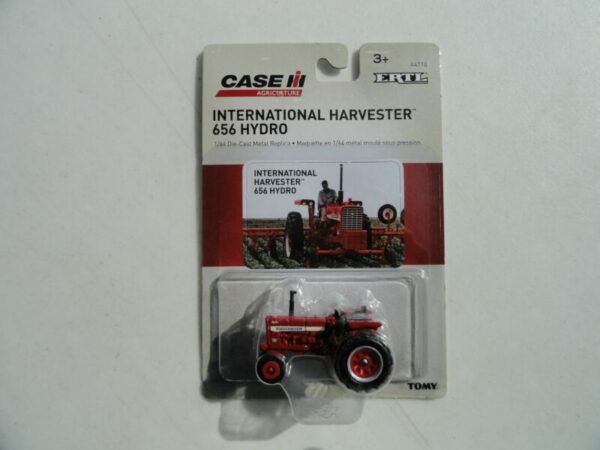 3+
44710
CASE IH
AGRICULTURE
ERTL
INTERNATIONAL HARVESTER™
656 HYDRO
1/64 Die-Cast Metal Replica • Maquette en 1/64 métal moulé sous pression
INTERNATIONAL
HARVESTER™
656 HYDRO
TOMY